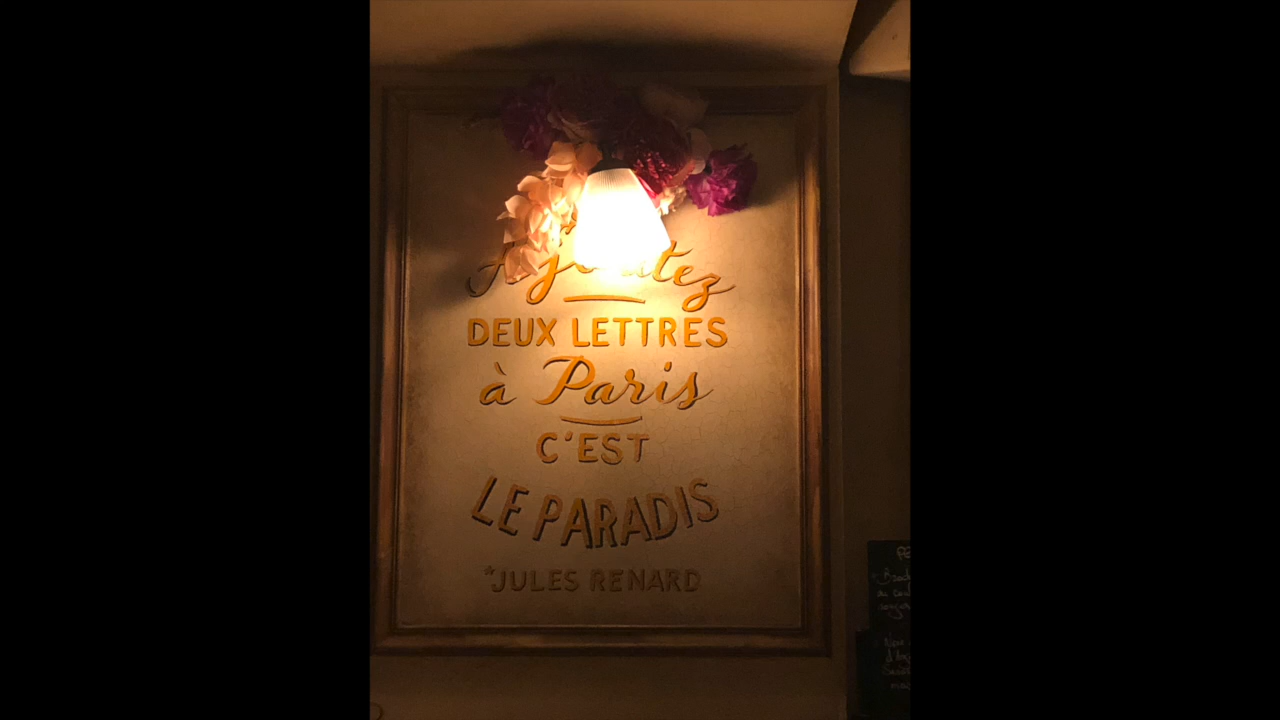 Ajoutez
DEUX LETTRES
à Paris
C'EST
LE PARADIS
*JULES RENARD